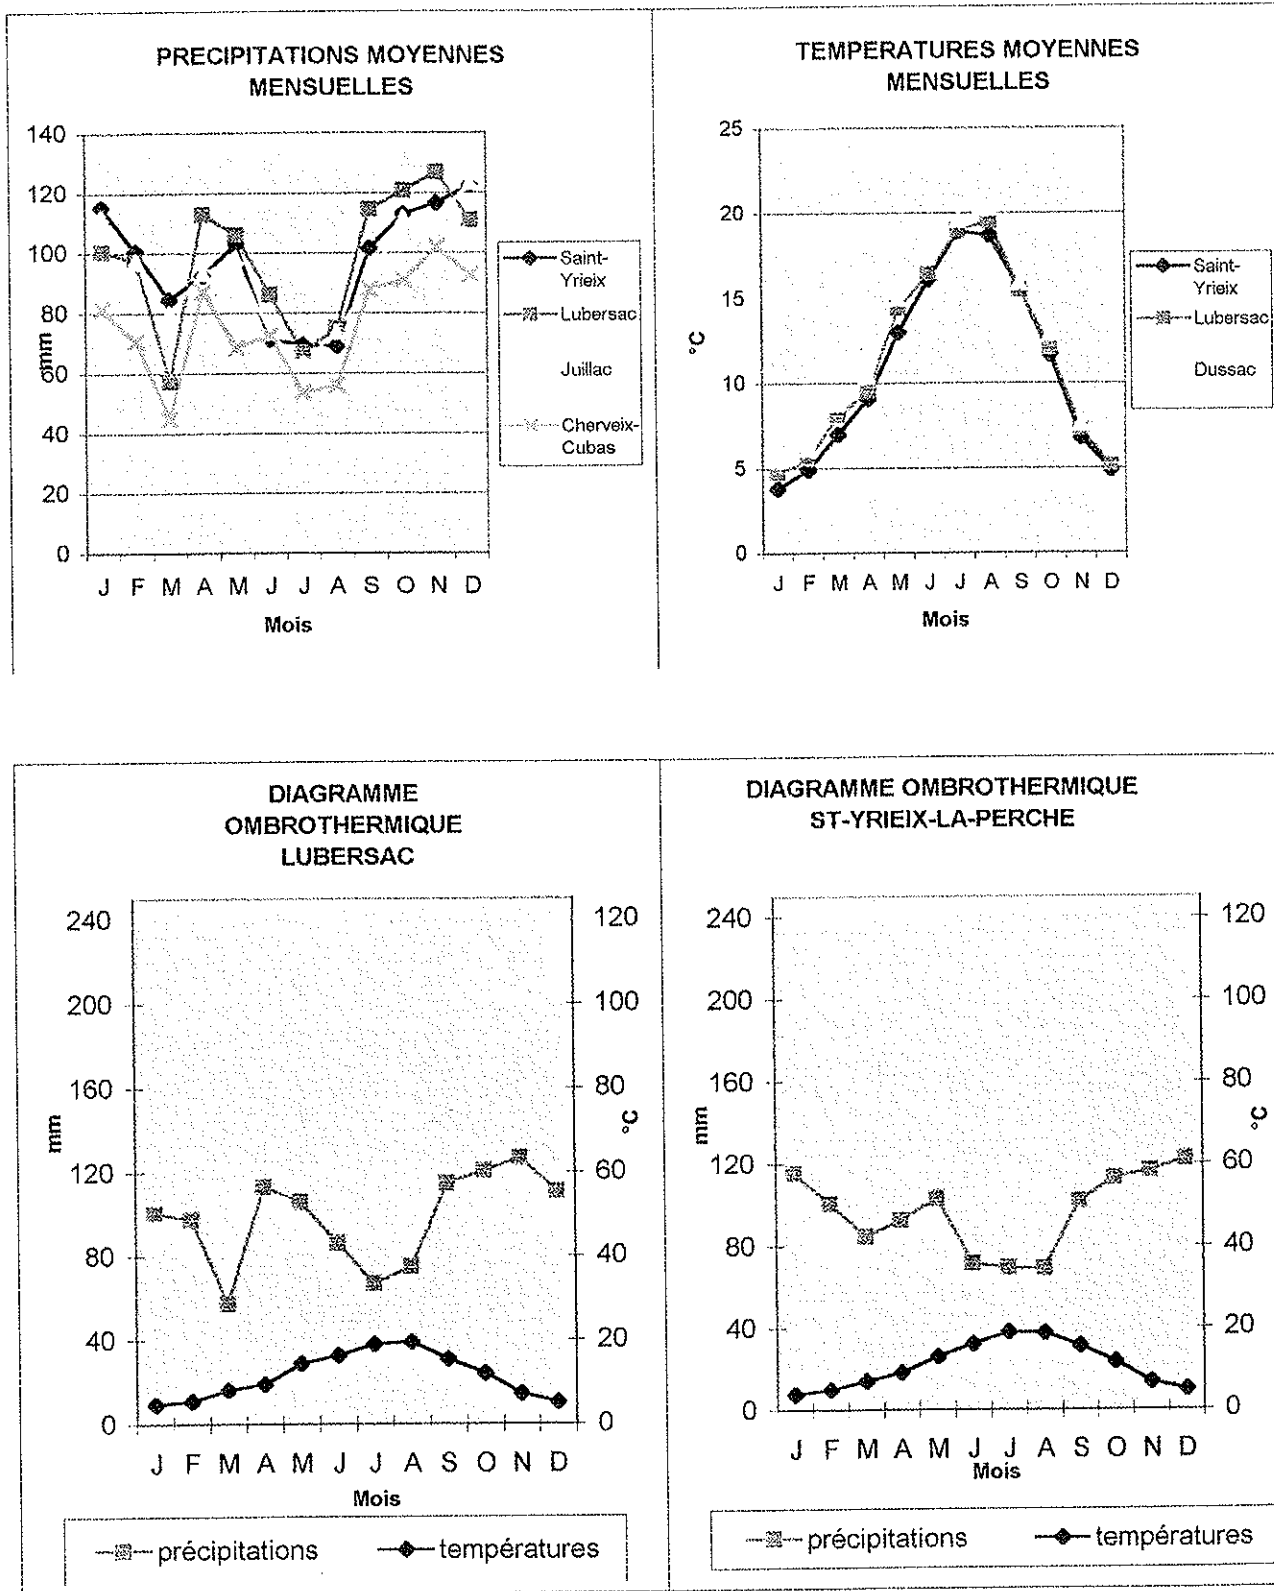 PRECIPITATIONS MOYENNES
MENSUELLES
140
120
100
80
60
40
20
0
mm
J F M A M J J A S O N D
Mois
Saint-
Yrieix
Lubersac
Juillac
Cherveix-
Cubas
TEMPERATURES MOYENNES
MENSUELLES
25
20
15
10
5
0
°C
J F M A M J J A S O N D
Mois
Saint-
Yrieix
Lubersac
Dussac
DIAGRAMME
OMBROTHERMIQUE
LUBERSAC
240
200
160
120
80
40
0
mm
120
100
80
60
40
20
0
°C
J F M A M J J A S O N D
Mois
précipitations
températures
DIAGRAMME OMBROTHERMIQUE
ST-YRIEIX-LA-PERCHE
240
200
160
120
80
40
0
mm
120
100
80
60
40
20
0
°C
J F M A M J J A S O N D
Mois
précipitations
températures